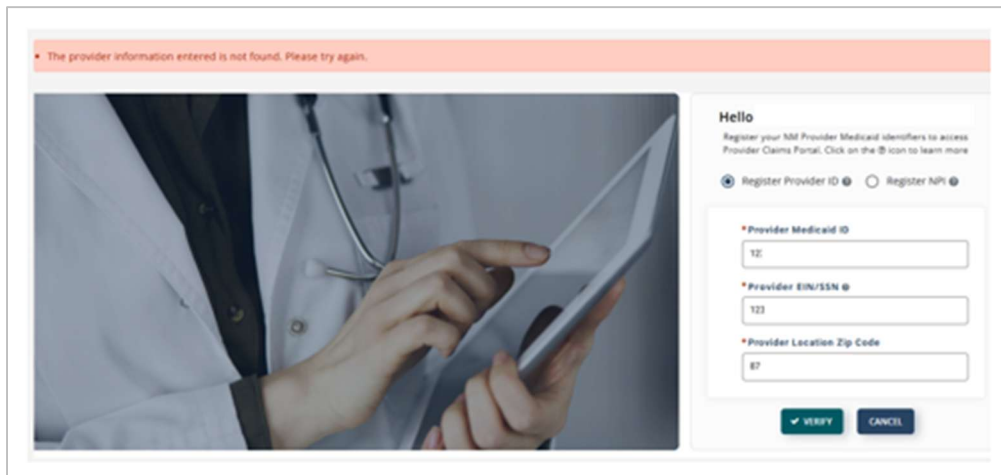 • The provider information entered is not found. Please try again.
Hello
Register your NM Provider Medicaid identifiers to access
Provider Claims Portal. Click on the ⓘ icon to learn more
Register Provider ID Register NPI
*Provider Medicaid ID
*Provider EIN/SSN
123
*Provider Location Zip Code
87
✔ VERIFY CANCEL